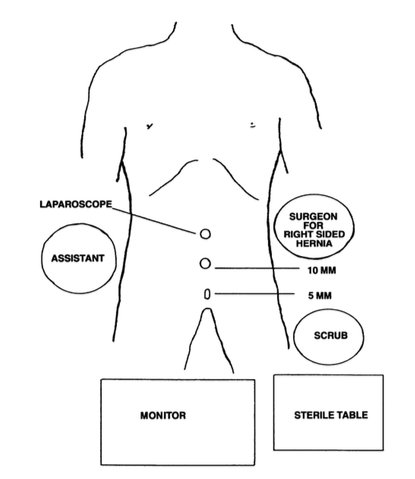 LAPAROSCOPE
SURGEON
FOR
RIGHT SIDED
HERNIA
ASSISTANT
10 MM
5 MM
SCRUB
MONITOR
STERILE TABLE